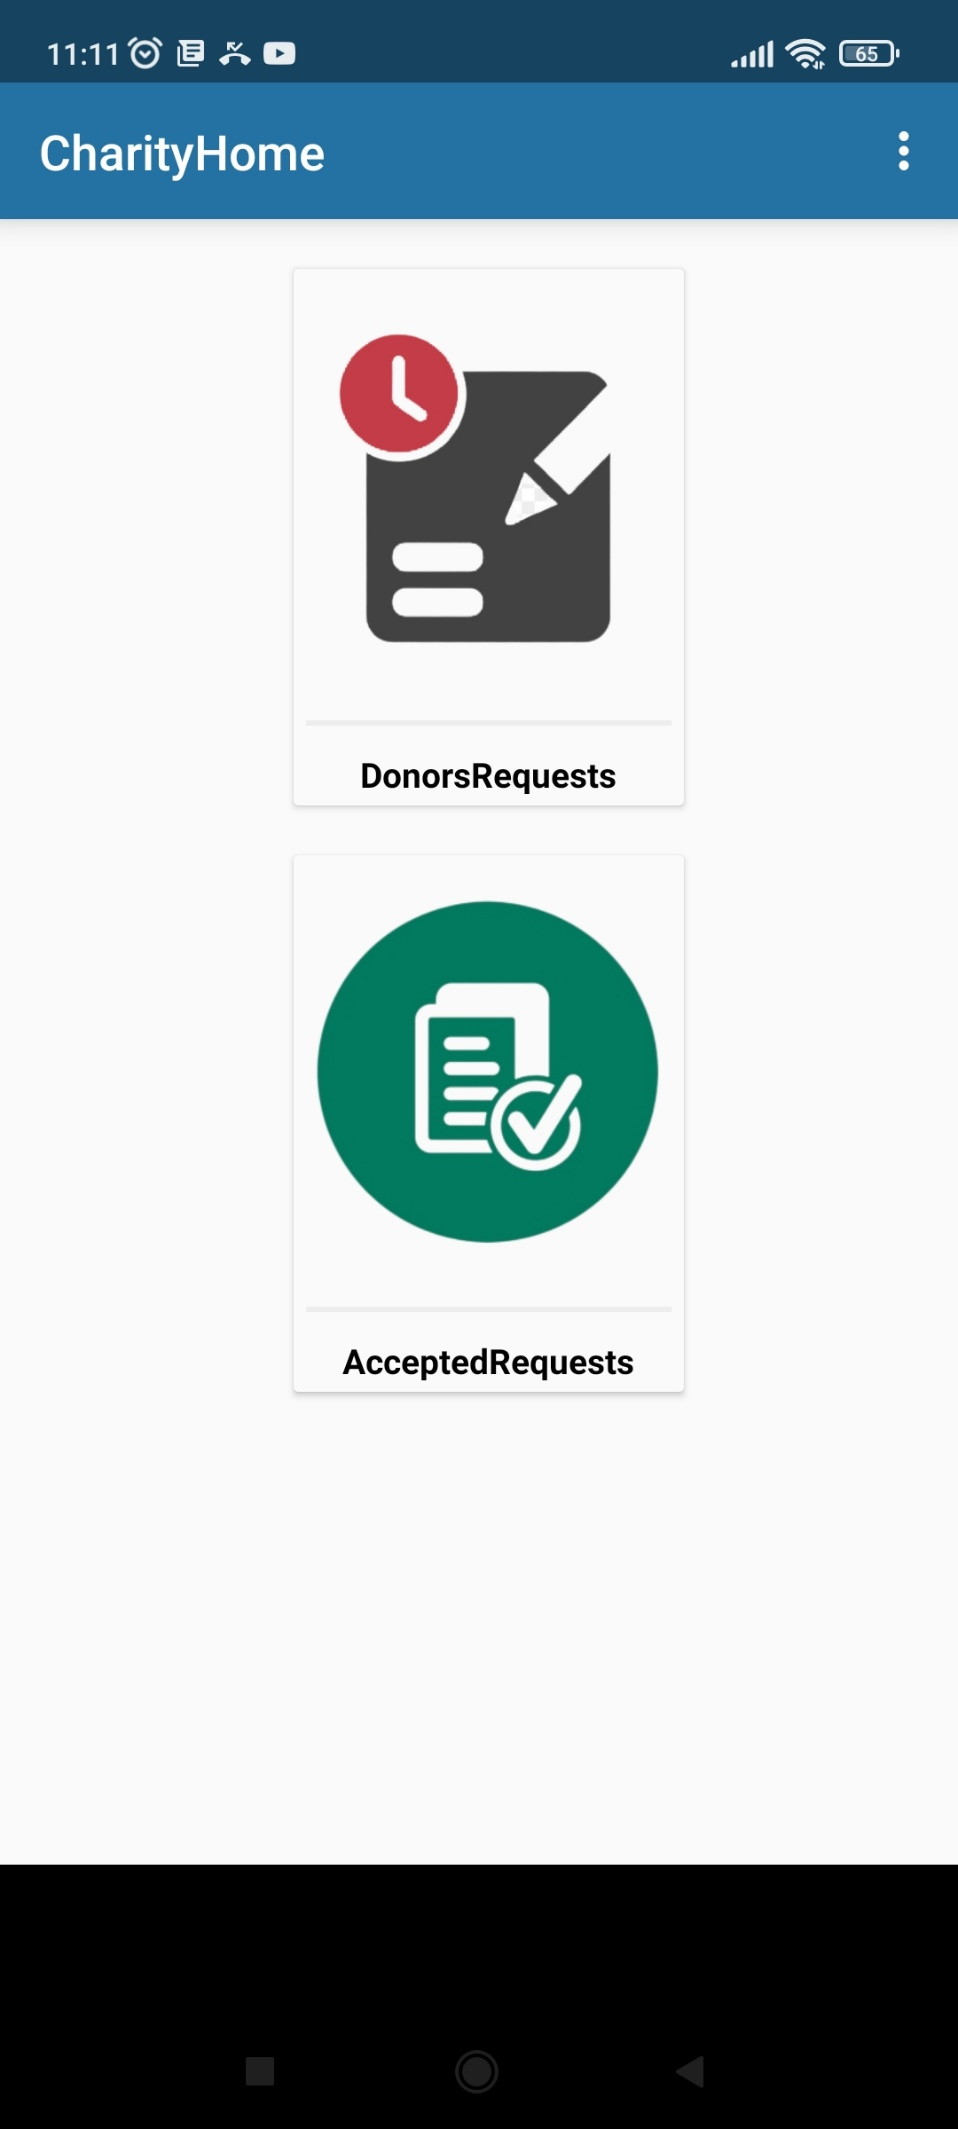 11:11 65
CharityHome
DonorsRequests
AcceptedRequests